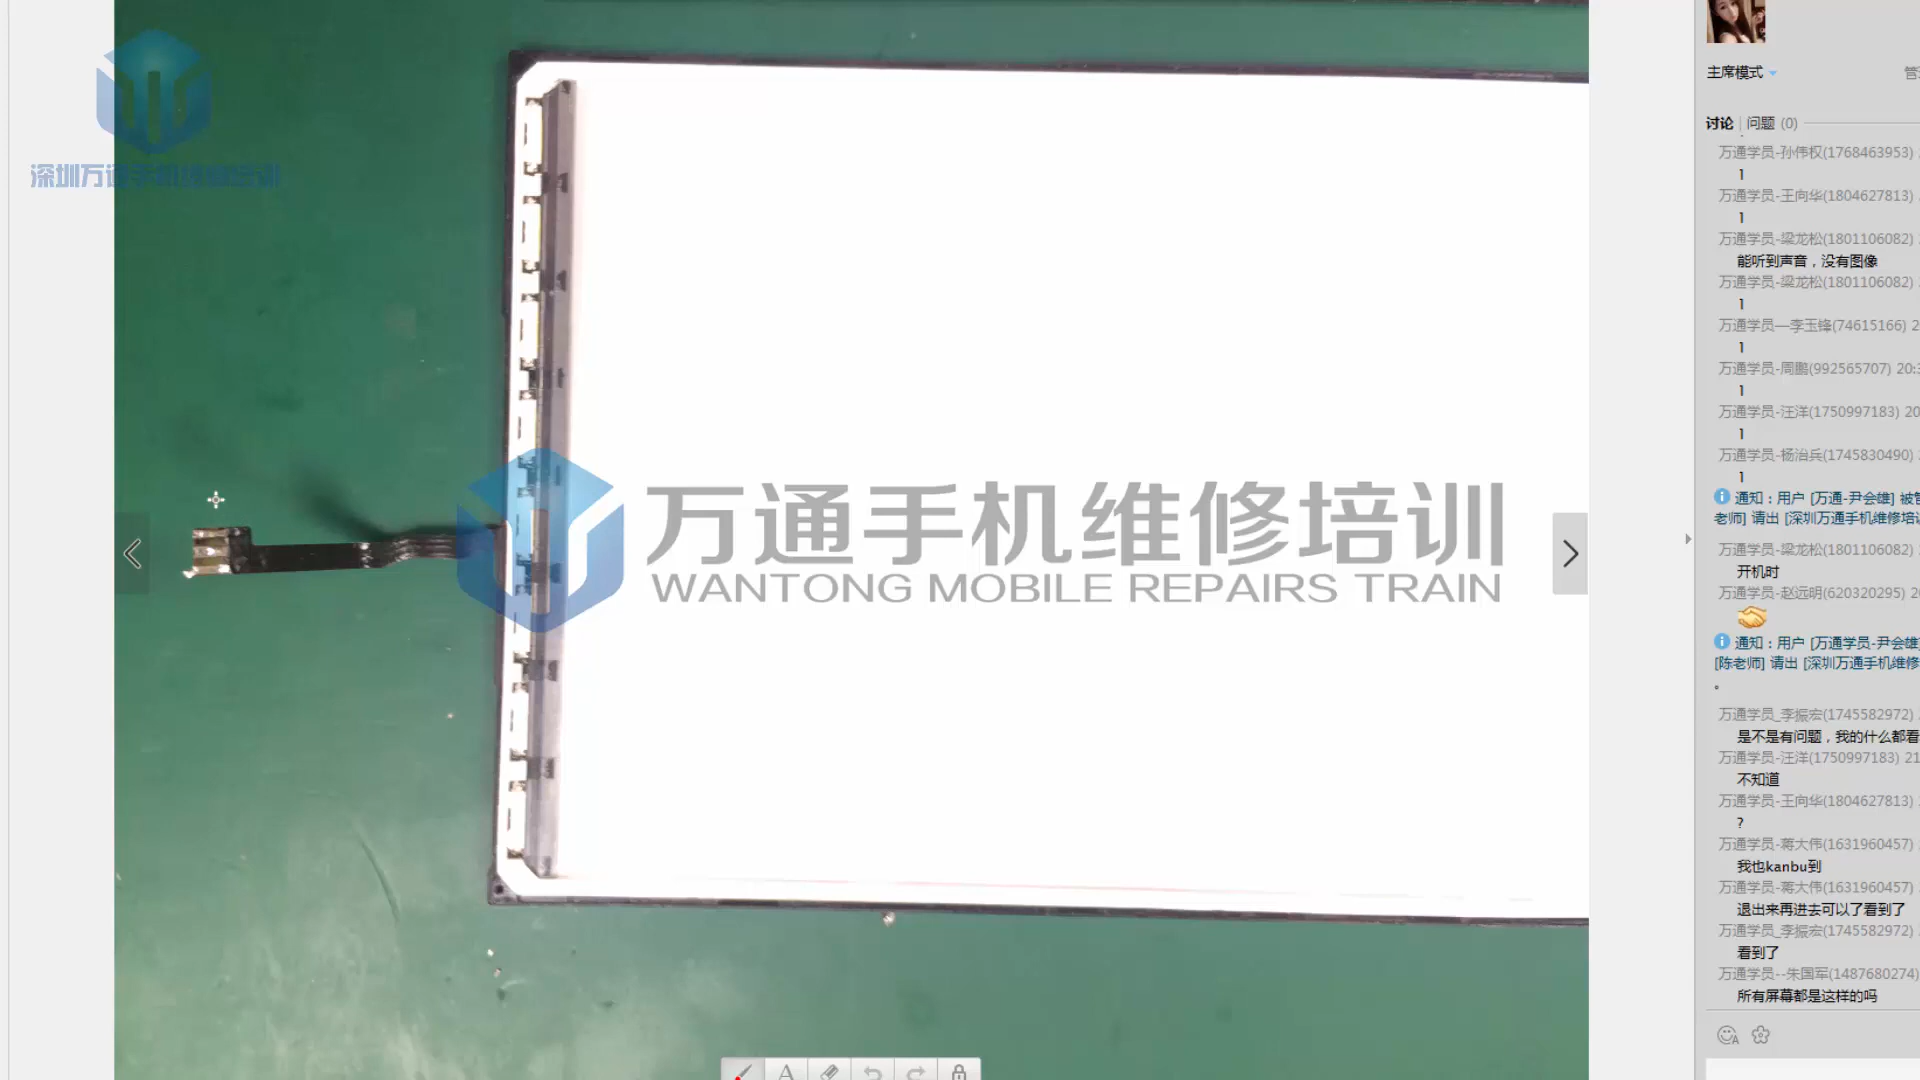 深圳万通手机维修培训
万通手机维修培训
WANTONG MOBILE REPAIRS TRAIN
主席模式
讨论 | 问题 (0)
万通学员-孙伟权(1768463953)
1
万通学员-王向华(1804627813)
1
万通学员-梁龙松(1801106082)
能听到声音，没有图像
万通学员-梁龙松(1801106082)
1
万通学员—李玉锋(74615166) 2
1
万通学员-周鹏(992565707) 20:
1
万通学员-汪洋(1750997183) 20
1
万通学员-杨治兵(1745830490)
1
通知：用户 [万通-尹会雄] 被
老师] 请出 [深圳万通手机维修培
万通学员-梁龙松(1801106082)
开机时
万通学员-赵远明(620320295)
通知：用户 [万通学员-尹会雄]
[陈老师] 请出 [深圳万通手机维修
。
万通学员_李振宏(1745582972)
是不是有问题，我的什么都看
万通学员-汪洋(1750997183) 21
不知道
万通学员-王向华(1804627813)
?
万通学员-蒋大伟(1631960457)
我也kanbu到
万通学员-蒋大伟(1631960457)
退出来再进去可以了看到了
万通学员_李振宏(1745582972)
看到了
万通学员--朱国军(1487680274)
所有屏幕都是这样的吗
A